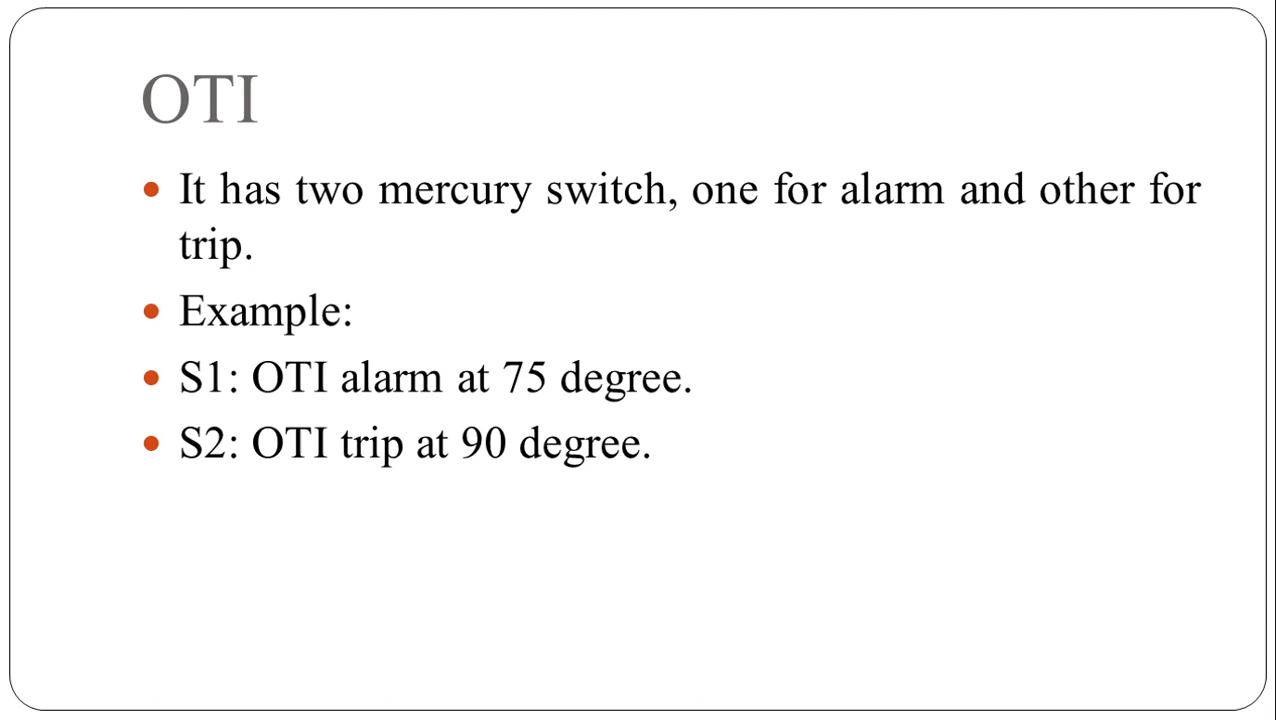 OTI
• It has two mercury switch, one for alarm and other for
trip.
• Example:
• S1: OTI alarm at 75 degree.
• S2: OTI trip at 90 degree.